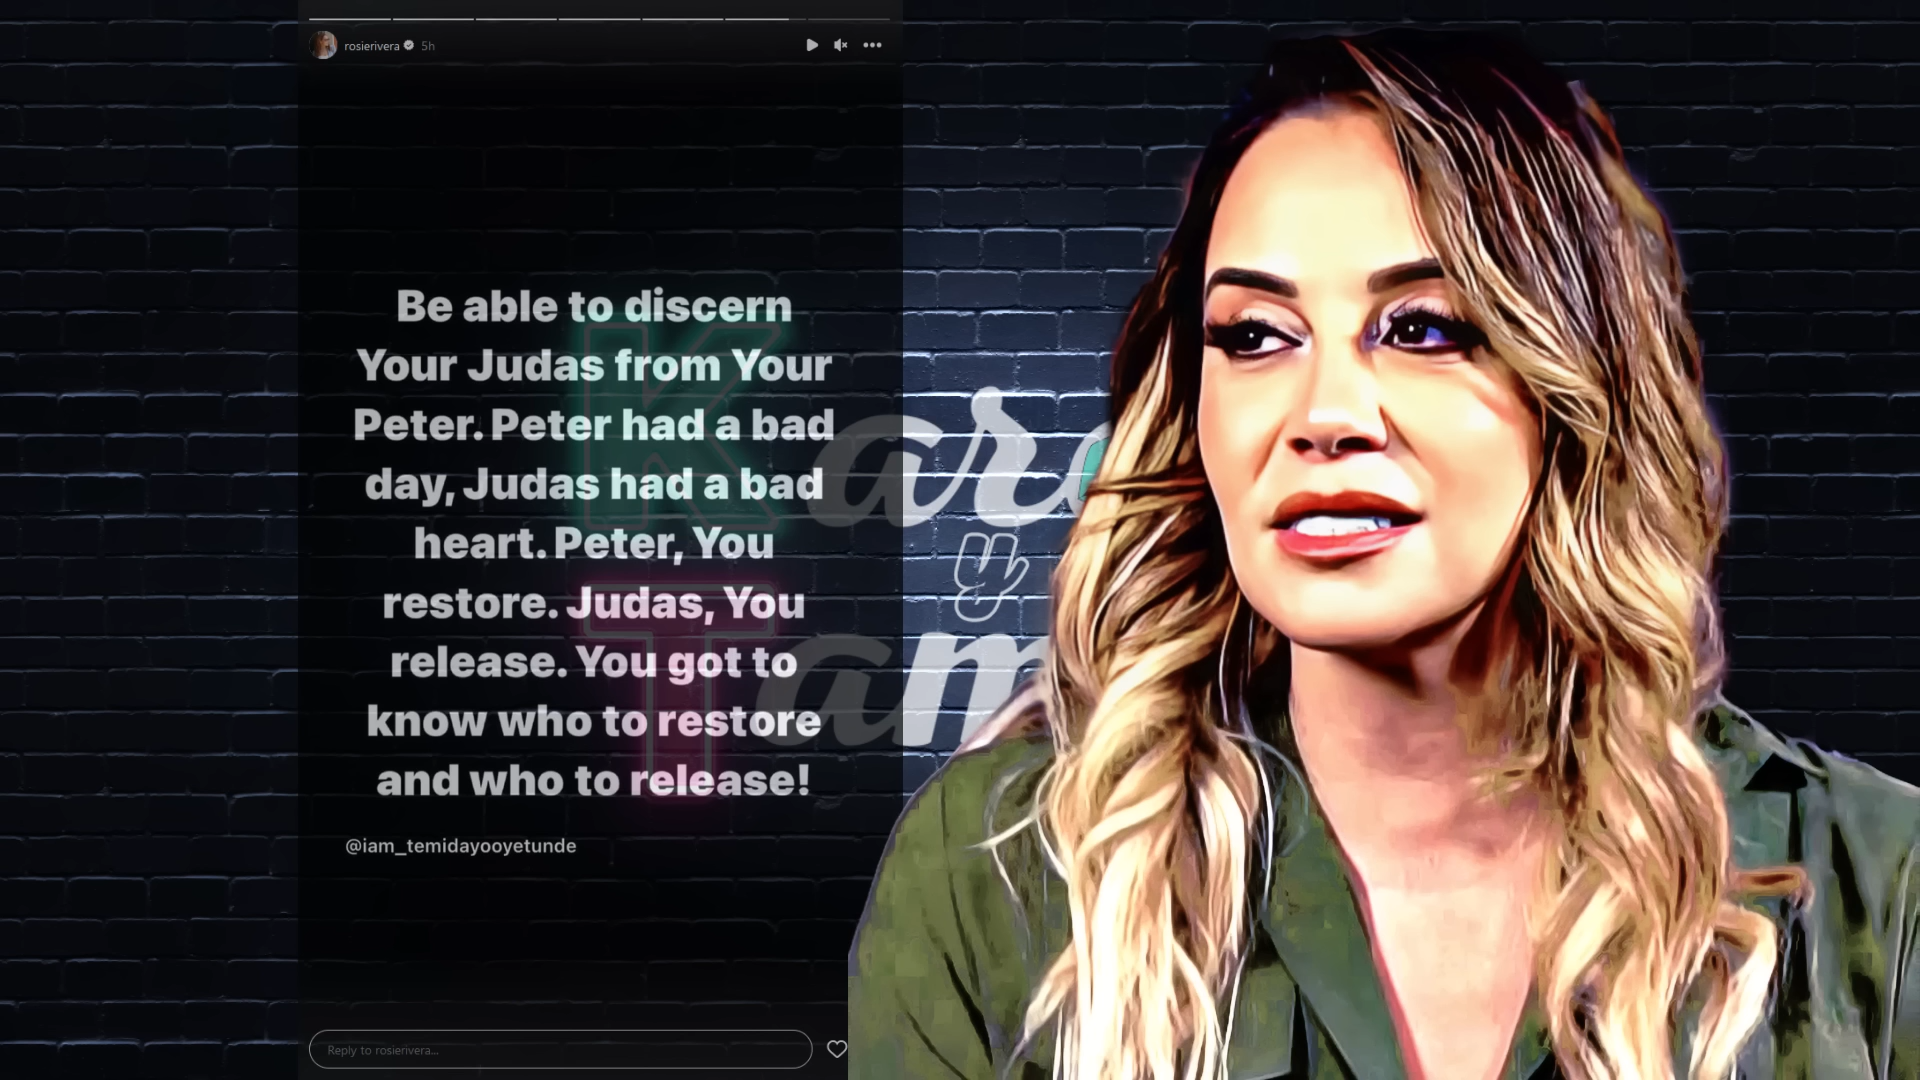 rosierivera 5h
Be able to discern
Your Judas from Your
Peter. Peter had a bad
day, Judas had a bad
heart. Peter, You
restore. Judas, You
release. You got to
know who to restore
and who to release!
@iam_temidayooyetunde
Reply to rosierivera...
Kar
y
Tam